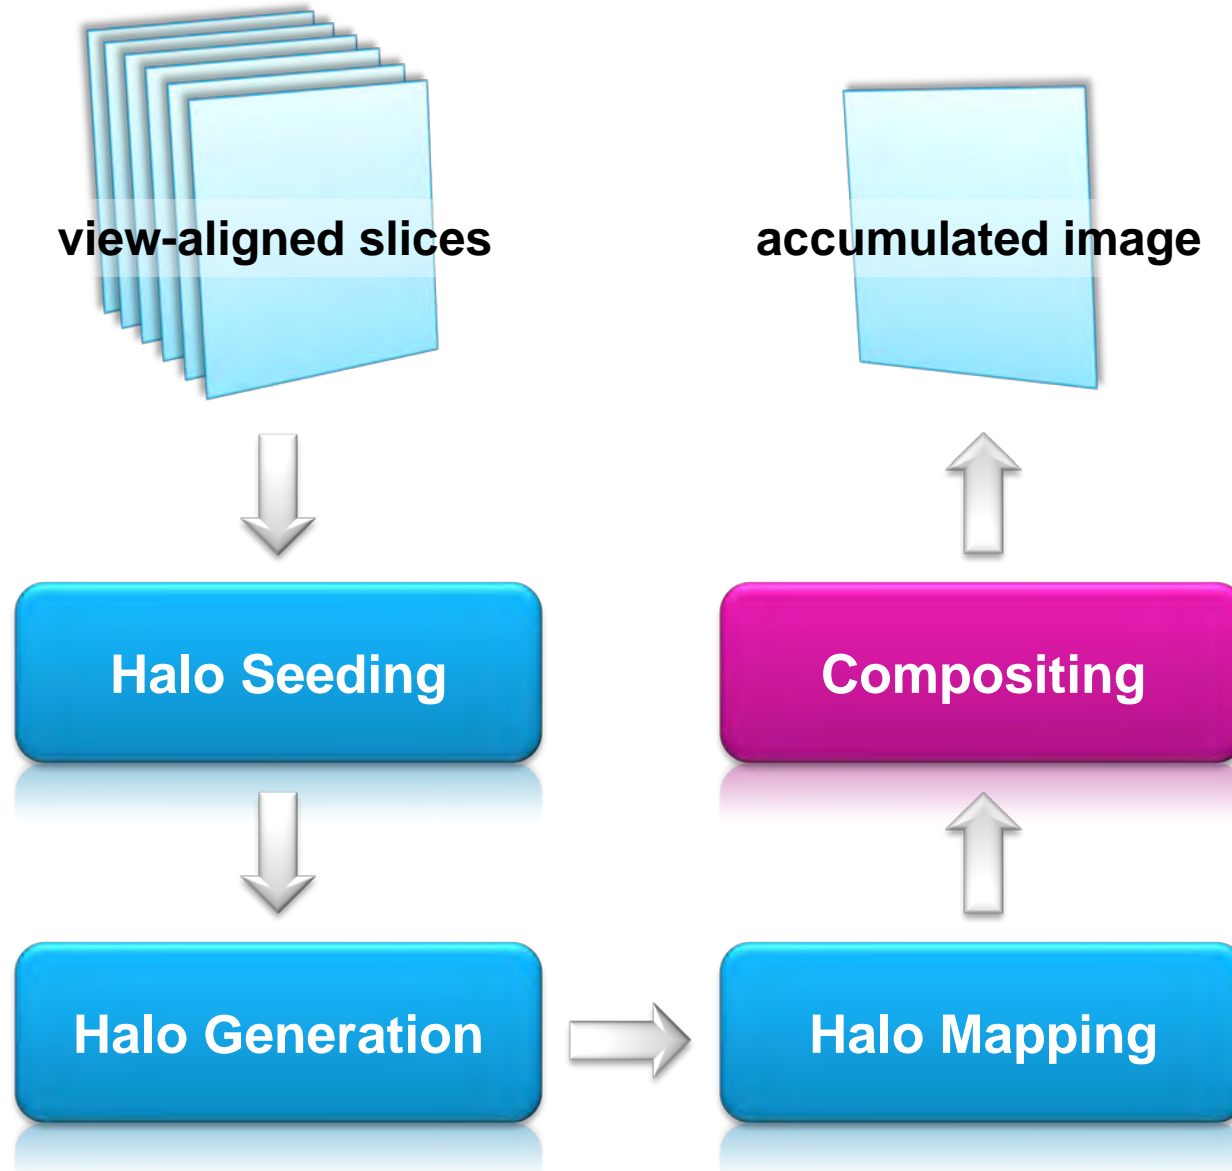 view-aligned slices
accumulated image
Halo Seeding
Compositing
Halo Generation
Halo Mapping